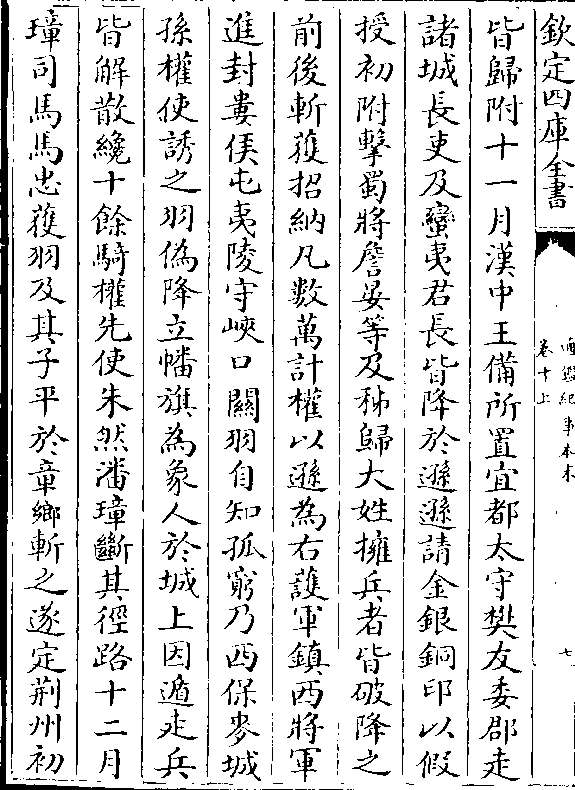 欽定四庫全書
通鑑紀事本末
卷十上
七
皆歸附十一月漢中王備所置宜都太守樊友委郡走
諸城長吏及蠻夷君長皆降於遜遜請金銀銅印以假
授初附擊蜀將詹晏等及秭歸大姓擁兵者皆破降之
前後斬獲招納凡數萬計權以遜為右護軍鎮西將軍
進封婁侯屯夷陵守峽口關羽自知孤窮乃西保麥城
孫權使誘之羽偽降立幡旗為象人於城上因遁走兵
皆解散纔十餘騎權先使朱然潘璋斷其徑路十二月
璋司馬馬忠獲羽及其子平於章鄉斬之遂定荆州初